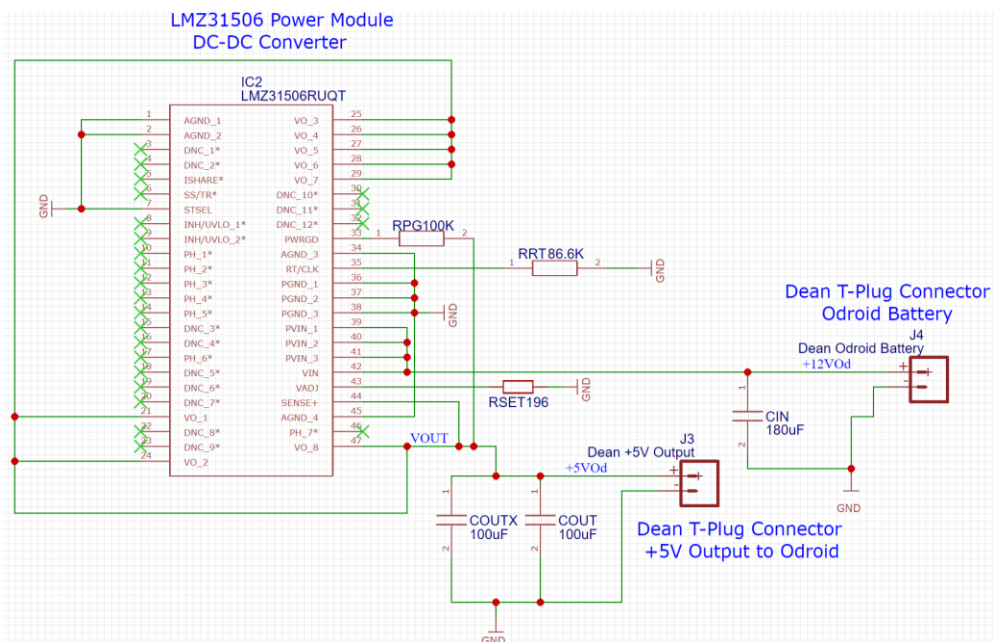 LMZ31506 Power Module
DC-DC Converter
IC2
LMZ31506RUQT
1 AGND_1
2 AGND_2
3 DNC_1*
4 DNC_2*
5 ISHARE*
6 SS/TR*
7 STSEL
8 INH/UVLO_1*
9 INH/UVLO_2*
10 PH_1*
11 PH_2*
12 PH_3*
13 PH_4*
14 PH_5*
15 DNC_3*
16 DNC_4*
17 PH_6*
18 DNC_5*
19 DNC_6*
20 DNC_7*
21 VO_1
22 DNC_8*
23 DNC_9*
24 VO_2
VO_3 25
VO_4 26
VO_5 27
VO_6 28
VO_7 29
DNC_10* 30
DNC_11* 31
DNC_12* 32
PWRGD 33
AGND_3 34
RT/CLK 35
PGND_1 36
PGND_2 37
PGND_3 38
PVIN_1 39
PVIN_2 40
PVIN_3 41
VIN 42
VADJ 43
SENSE+ 44
AGND_4 45
PH_7* 46
VO_8 47
GND
RPG100K
1 2
RRT86.6K
1 2
GND
GND
RSET196
GND
Dean T-Plug Connector
Odroid Battery
J4
Dean Odroid Battery
+12VOd
+
-
1
CIN
180uF
2
GND
VOUT
J3
Dean +5V Output
+5VOd
+
-
1
COUTX
100uF
2
1
COUT
100uF
2
Dean T-Plug Connector
+5V Output to Odroid
GND